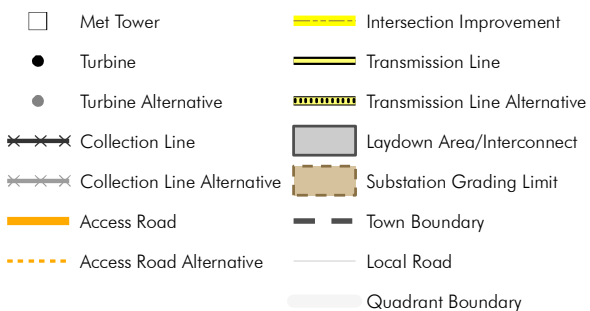 Met Tower
Turbine
Turbine Alternative
Collection Line
Collection Line Alternative
Access Road
Access Road Alternative
Intersection Improvement
Transmission Line
Transmission Line Alternative
Laydown Area/Interconnect
Substation Grading Limit
Town Boundary
Local Road
Quadrant Boundary